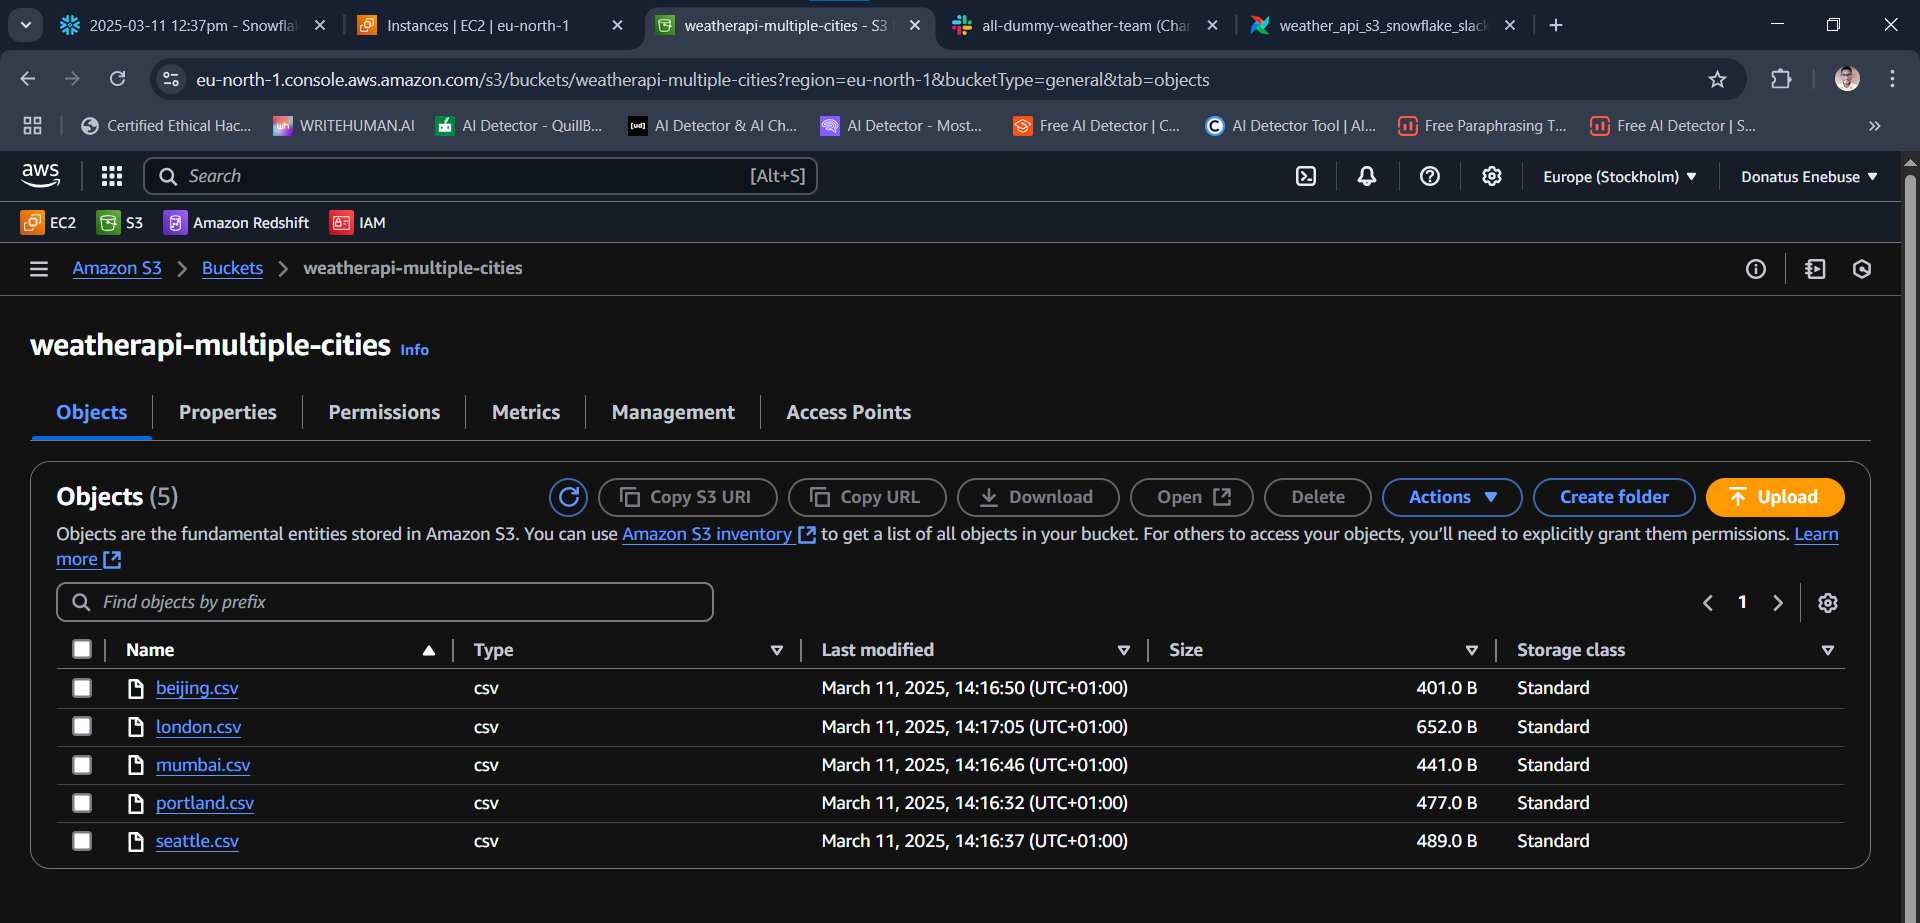 2025-03-11 12:37pm - Snowfla
Instances | EC2 | eu-north-1
weatherapi-multiple-cities - S3
all-dummy-weather-team (Char
weather_api_s3_snowflake_slack
eu-north-1.console.aws.amazon.com/s3/buckets/weatherapi-multiple-cities?region=eu-north-1&bucketType=general&tab=objects
Certified Ethical Hac...
WRITEHUMAN.AI
AI Detector - QuillB...
AI Detector & AI Ch...
AI Detector - Most...
Free AI Detector | C...
AI Detector Tool | AI...
Free Paraphrasing T...
Free AI Detector | S...
aws
Search
[Alt+S]
Europe (Stockholm)
Donatus Enebuse
EC2
S3
Amazon Redshift
IAM
Amazon S3
Buckets
weatherapi-multiple-cities
weatherapi-multiple-cities Info
Objects
Properties
Permissions
Metrics
Management
Access Points
Objects (5)
Copy S3 URI
Copy URL
Download
Open
Delete
Actions
Create folder
Upload
Objects are the fundamental entities stored in Amazon S3. You can use Amazon S3 inventory to get a list of all objects in your bucket. For others to access your objects, you’ll need to explicitly grant them permissions. Learn
more
Find objects by prefix
1
Name Type Last modified Size Storage class
beijing.csv csv March 11, 2025, 14:16:50 (UTC+01:00) 401.0 B Standard
london.csv csv March 11, 2025, 14:17:05 (UTC+01:00) 652.0 B Standard
mumbai.csv csv March 11, 2025, 14:16:46 (UTC+01:00) 441.0 B Standard
portland.csv csv March 11, 2025, 14:16:32 (UTC+01:00) 477.0 B Standard
seattle.csv csv March 11, 2025, 14:16:37 (UTC+01:00) 489.0 B Standard